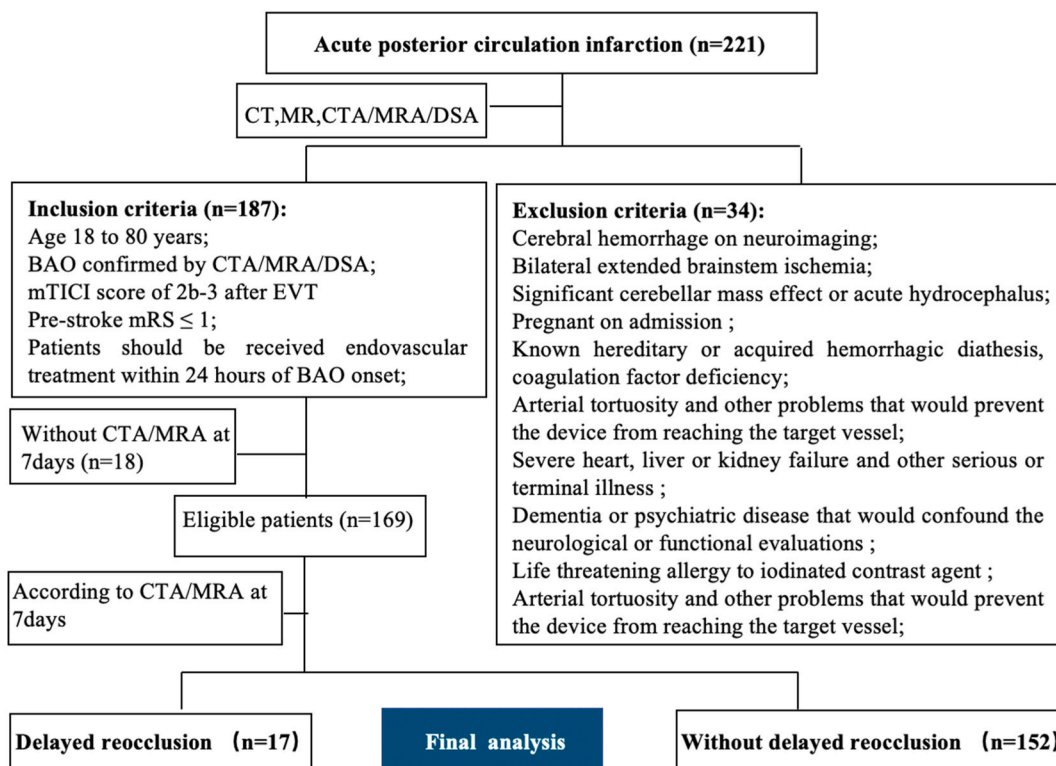 Acute posterior circulation infarction (n=221)
CT,MR,CTA/MRA/DSA
Inclusion criteria (n=187):
Age 18 to 80 years;
BAO confirmed by CTA/MRA/DSA;
mTICI score of 2b-3 after EVT
Pre-stroke mRS ≤ 1;
Patients should be received endovascular
treatment within 24 hours of BAO onset;
Exclusion criteria (n=34):
Cerebral hemorrhage on neuroimaging;
Bilateral extended brainstem ischemia;
Significant cerebellar mass effect or acute hydrocephalus;
Pregnant on admission ;
Known hereditary or acquired hemorrhagic diathesis,
coagulation factor deficiency;
Arterial tortuosity and other problems that would prevent
the device from reaching the target vessel;
Severe heart, liver or kidney failure and other serious or
terminal illness ;
Dementia or psychiatric disease that would confound the
neurological or functional evaluations ;
Life threatening allergy to iodinated contrast agent ;
Arterial tortuosity and other problems that would prevent
the device from reaching the target vessel;
Without CTA/MRA at
7days (n=18)
Eligible patients (n=169)
According to CTA/MRA at
7days
Delayed reocclusion (n=17)
Final analysis
Without delayed reocclusion (n=152)